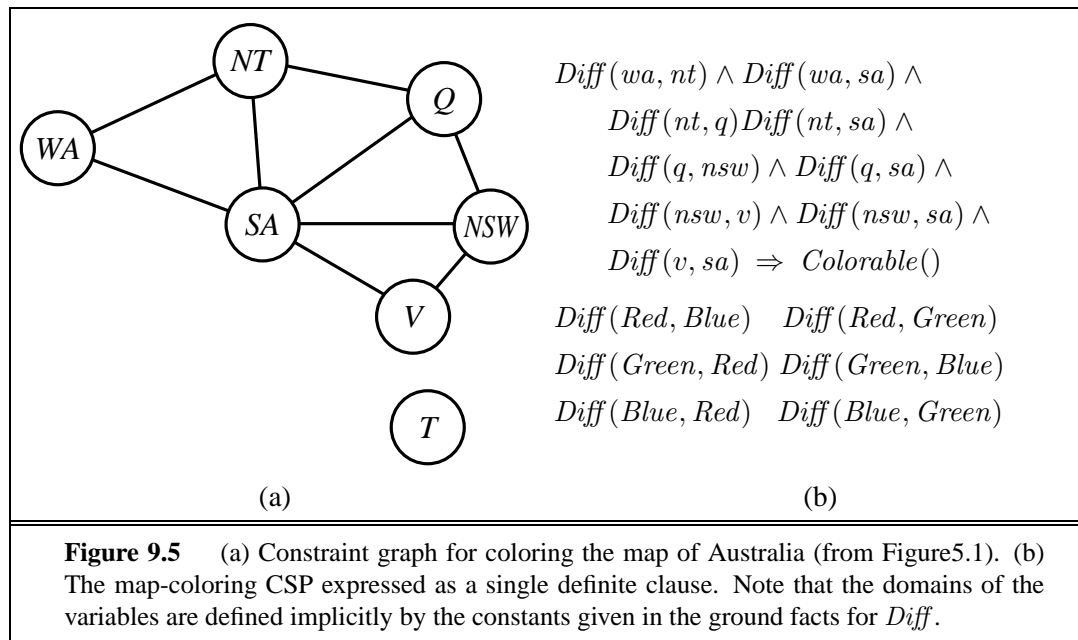 NT
Q
WA
SA
NSW
V
T
(a)
Diff(wa, nt) ∧ Diff(wa, sa) ∧
Diff(nt, q)Diff(nt, sa) ∧
Diff(q, nsw) ∧ Diff(q, sa) ∧
Diff(nsw, v) ∧ Diff(nsw, sa) ∧
Diff(v, sa) ⇒ Colorable()
Diff(Red, Blue) Diff(Red, Green)
Diff(Green, Red) Diff(Green, Blue)
Diff(Blue, Red) Diff(Blue, Green)
(b)
Figure 9.5 (a) Constraint graph for coloring the map of Australia (from Figure5.1). (b)
The map-coloring CSP expressed as a single definite clause. Note that the domains of the
variables are defined implicitly by the constants given in the ground facts for Diff.